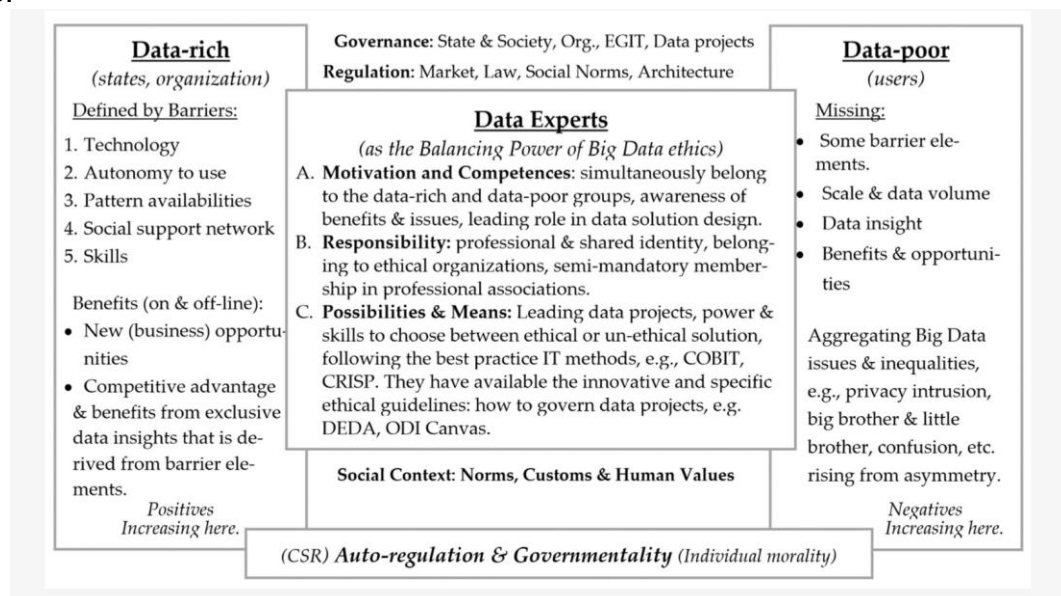 Data-rich
(states, organization)
Defined by Barriers:
1. Technology
2. Autonomy to use
3. Pattern availabilities
4. Social support network
5. Skills
Benefits (on & off-line):
• New (business) opportu-
nities
• Competitive advantage
& benefits from exclusive
data insights that is de-
rived from barrier ele-
ments.
Positives
Increasing here.
Governance: State & Society, Org., EGIT, Data projects
Regulation: Market, Law, Social Norms, Architecture
Data Experts
(as the Balancing Power of Big Data ethics)
A. Motivation and Competences: simultaneously belong
to the data-rich and data-poor groups, awareness of
benefits & issues, leading role in data solution design.
B. Responsibility: professional & shared identity, belong-
ing to ethical organizations, semi-mandatory member-
ship in professional associations.
C. Possibilities & Means: Leading data projects, power &
skills to choose between ethical or un-ethical solution,
following the best practice IT methods, e.g., COBIT,
CRISP. They have available the innovative and specific
ethical guidelines: how to govern data projects, e.g.
DEDA, ODI Canvas.
Social Context: Norms, Customs & Human Values
Data-poor
(users)
Missing:
• Some barrier ele-
ments.
• Scale & data volume
• Data insight
• Benefits & opportuni-
ties
Aggregating Big Data
issues & inequalities,
e.g., privacy intrusion,
big brother & little
brother, confusion, etc.
rising from asymmetry.
Negatives
Increasing here.
(CSR) Auto-regulation & Governmentality (Individual morality)